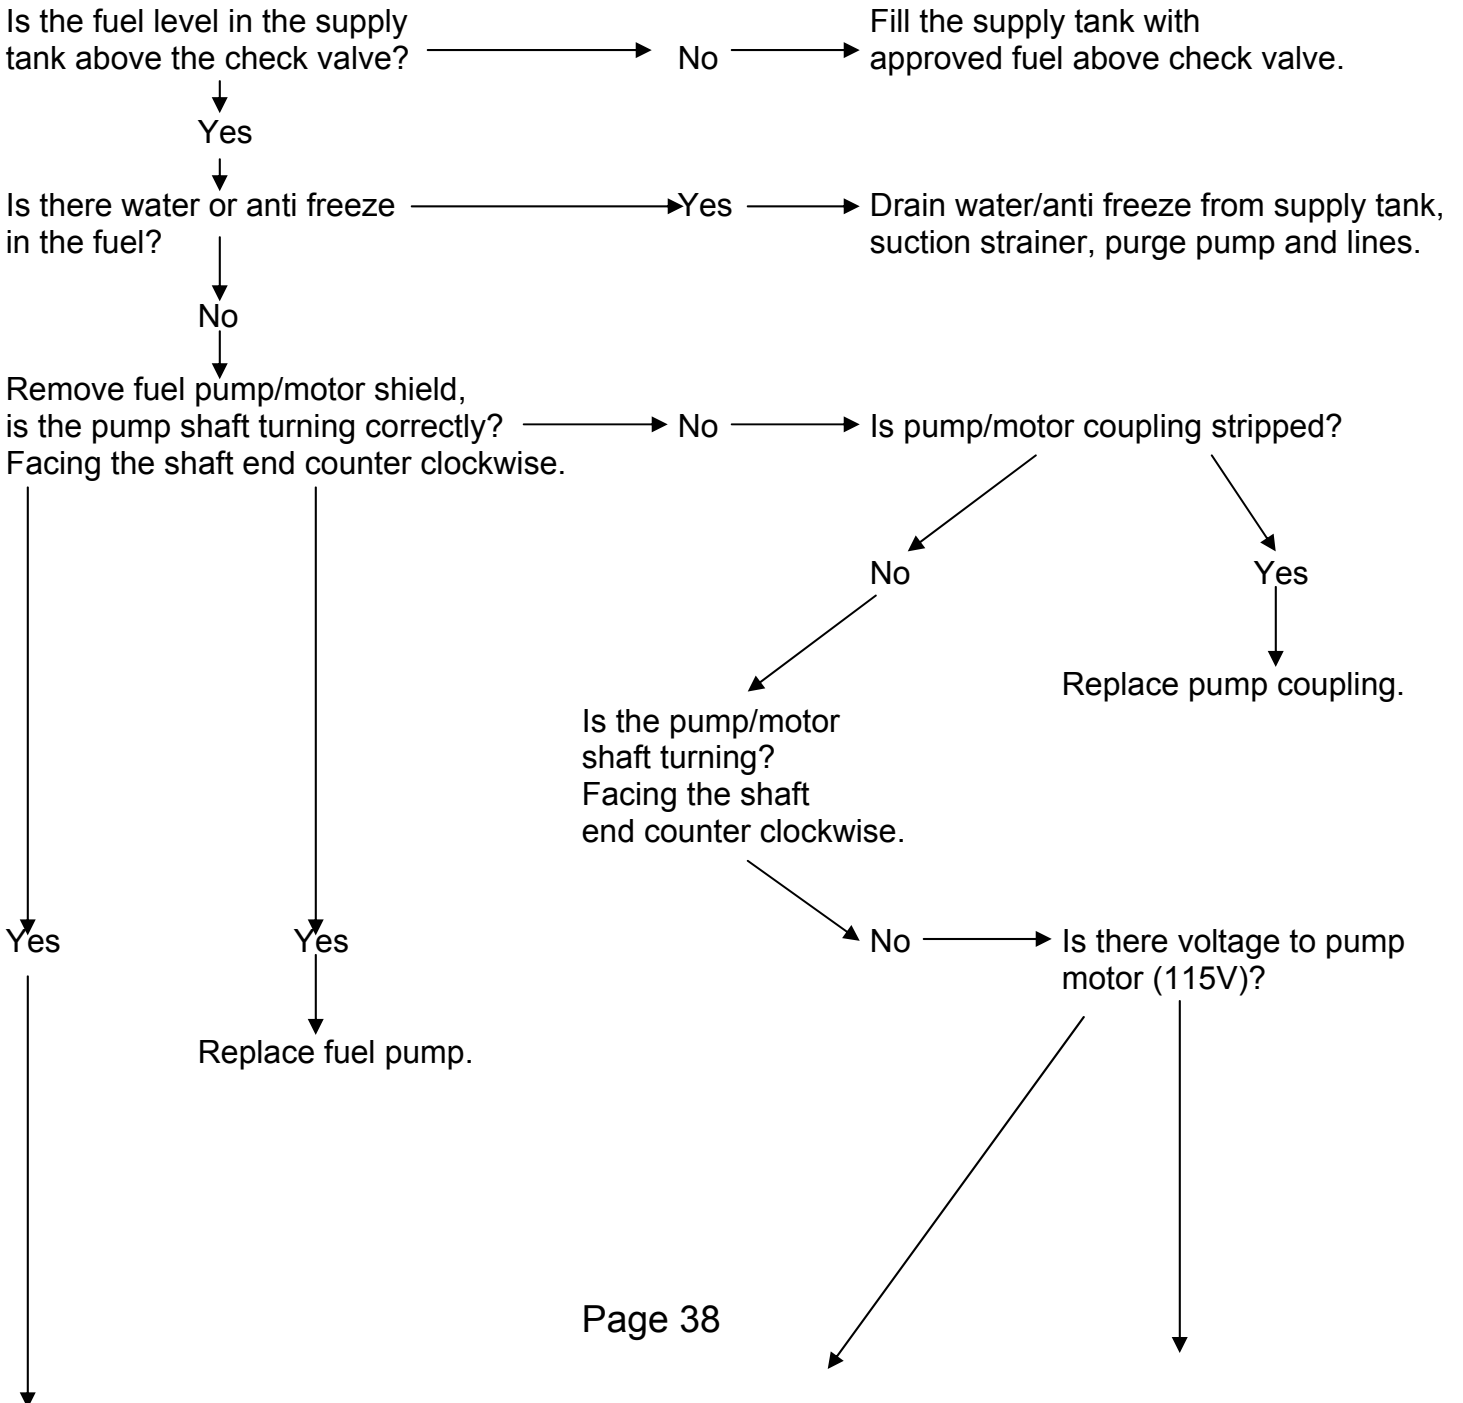 Is the fuel level in the supply
tank above the check valve?
No
Fill the supply tank with
approved fuel above check valve.
Yes
Is there water or anti freeze
in the fuel?
Yes
Drain water/anti freeze from supply tank,
suction strainer, purge pump and lines.
No
Remove fuel pump/motor shield,
is the pump shaft turning correctly?
Facing the shaft end counter clockwise.
No
Is pump/motor coupling stripped?
No
Yes
Replace pump coupling.
Is the pump/motor
shaft turning?
Facing the shaft
end counter clockwise.
Yes
Yes
No
Is there voltage to pump
motor (115V)?
Replace fuel pump.
Page 38